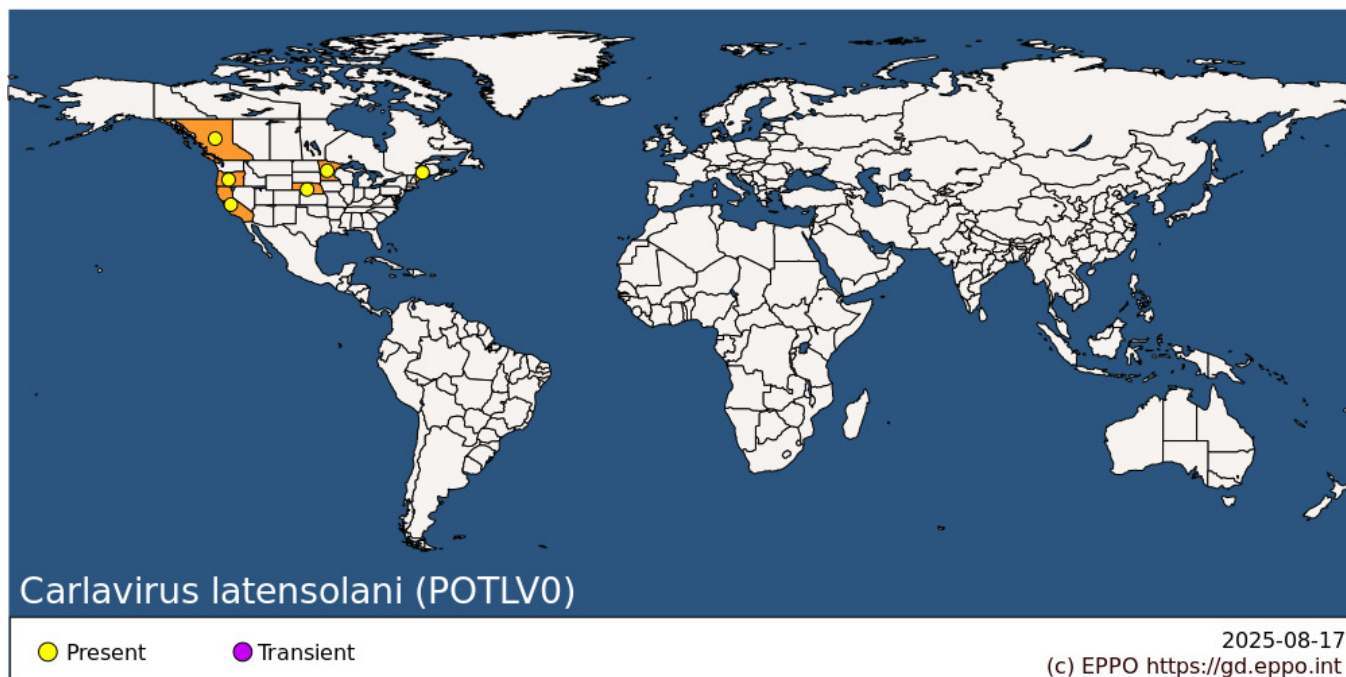 Carlavirus latensolani (POTLV0)
Present
Transient
2025-08-17
(c) EPPO https://gd.eppo.int